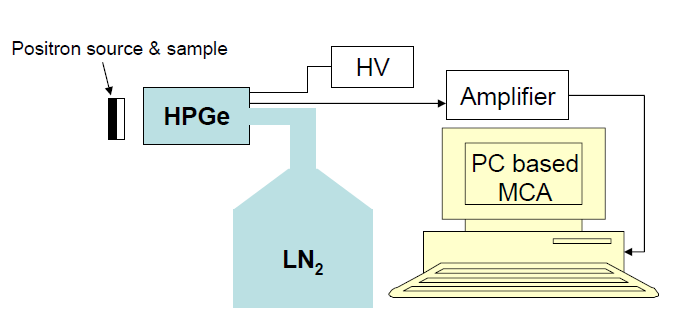 Positron source & sample
HV
HPGe
Amplifier
PC based
MCA
LN₂